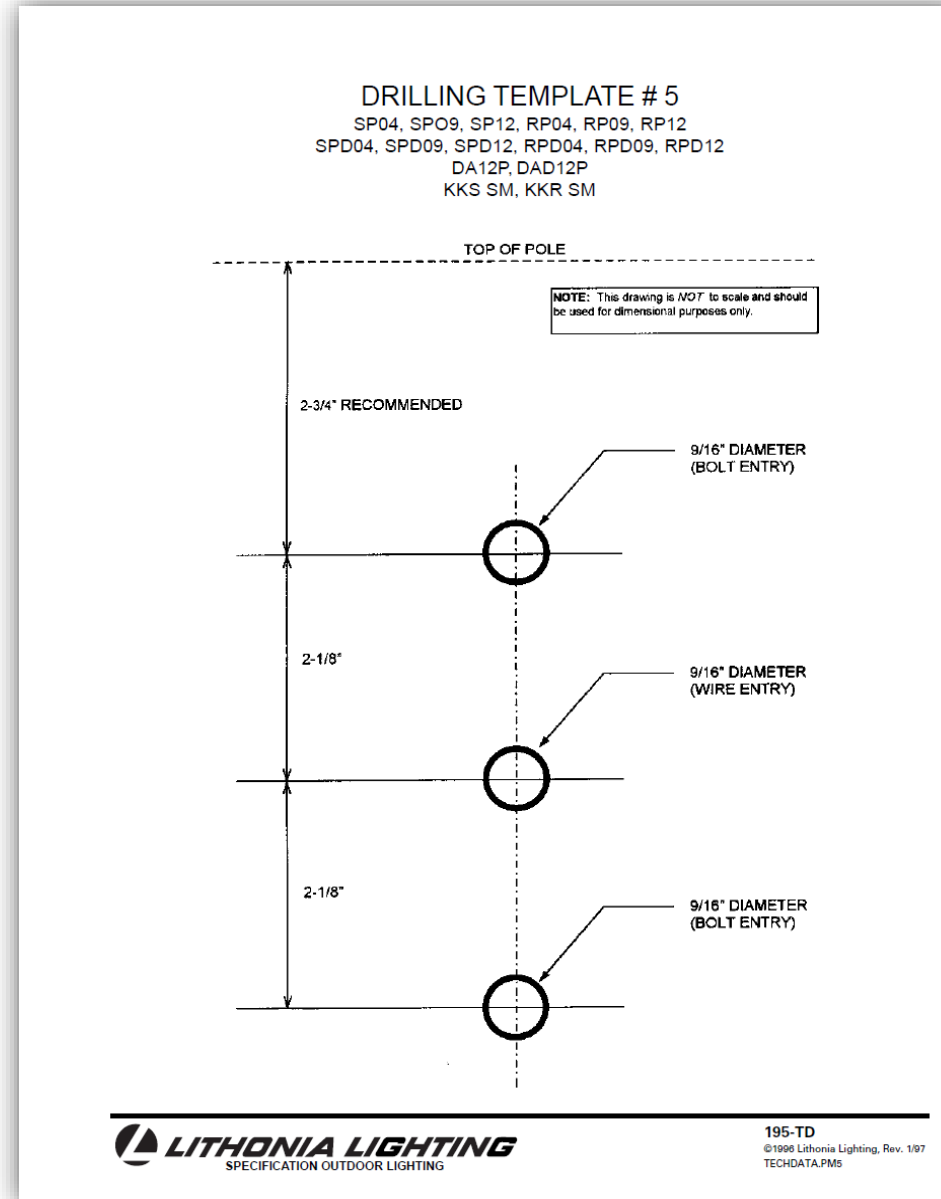 DRILLING TEMPLATE # 5
SP04, SPO9, SP12, RP04, RP09, RP12
SPD04, SPD09, SPD12, RPD04, RPD09, RPD12
DA12P, DAD12P
KKS SM, KKR SM
TOP OF POLE
NOTE: This drawing is NOT to scale and should
be used for dimensional purposes only.
2-3/4" RECOMMENDED
9/16" DIAMETER
(BOLT ENTRY)
2-1/8"
9/16" DIAMETER
(WIRE ENTRY)
2-1/8"
9/16" DIAMETER
(BOLT ENTRY)
LITHONIA LIGHTING
SPECIFICATION OUTDOOR LIGHTING
195-TD
©1996 Lithonia Lighting, Rev. 1/97
TECHDATA.PM5